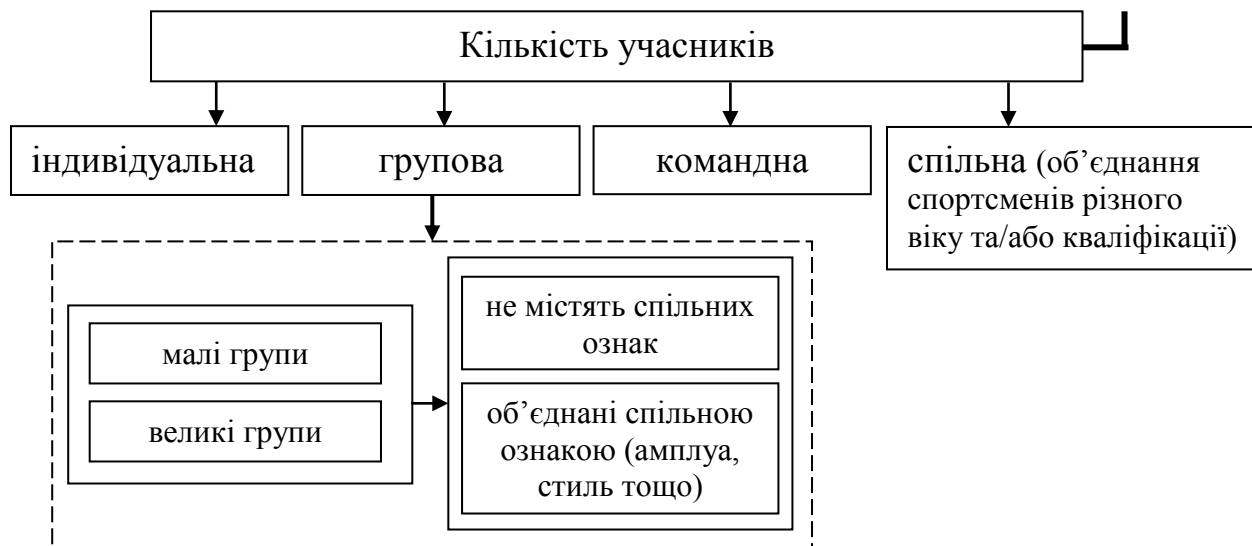 Кількість учасників
індивідуальна
групова
командна
спільна (об’єднання
спортсменів різного
віку та/або кваліфікації)
малі групи
великі групи
не містять спільних
ознак
об’єднані спільною
ознакою (амплуа,
стиль тощо)